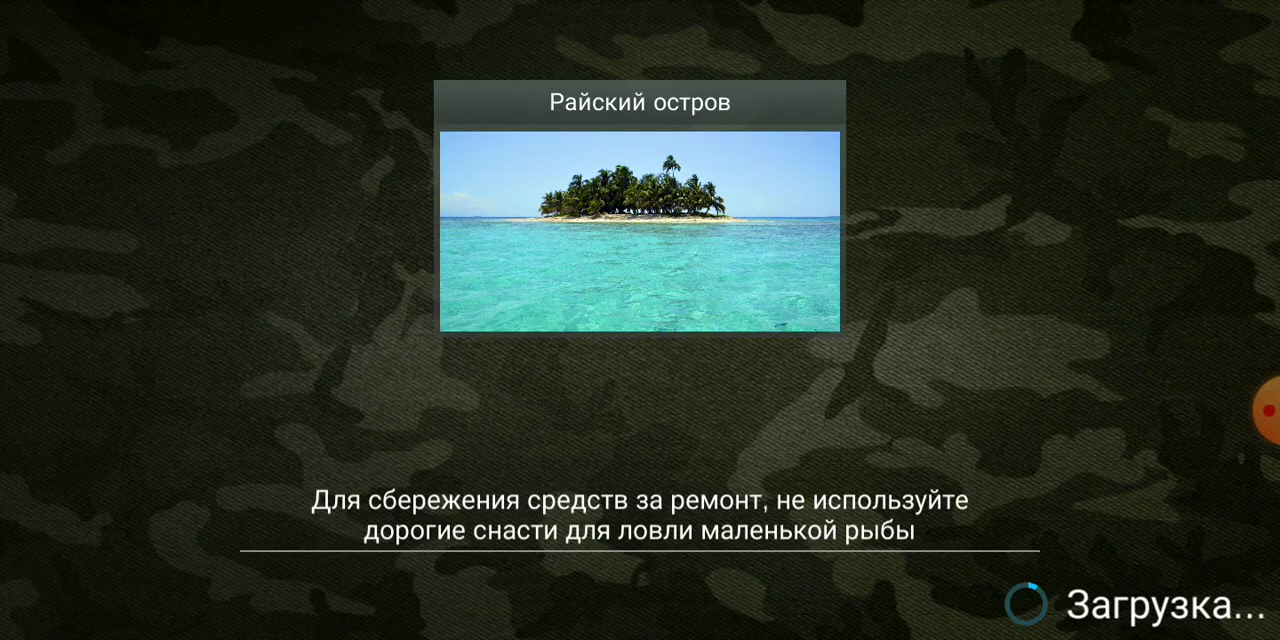 Райский остров
Для сбережения средств за ремонт, не используйте
дорогие снасти для ловли маленькой рыбы
Загрузка...